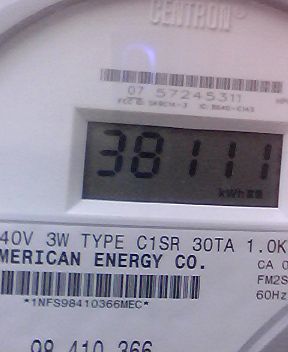 CENTRON®
07 57245311
38111
kWh
40V 3W TYPE C1SR 30TA 1.0K
MERICAN ENERGY CO.
CA 0
FM2S
60Hz
*1NFS98410366MEC*
98 410 366